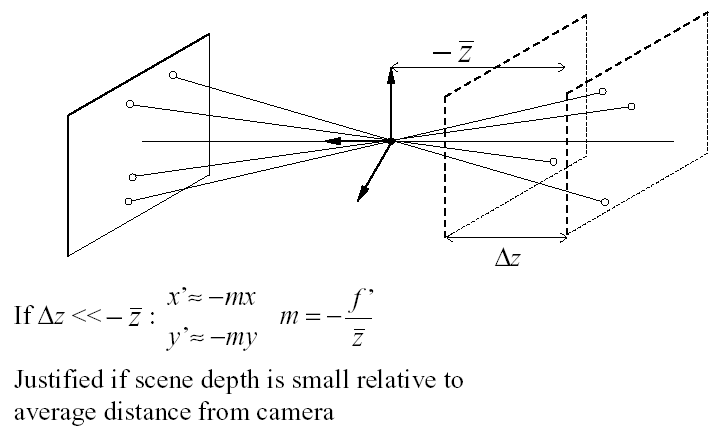 − z̅
Δz
If Δz << − z̅ : x' ≈ −mx
y' ≈ −my
m = − f' / z̅
Justified if scene depth is small relative to
average distance from camera